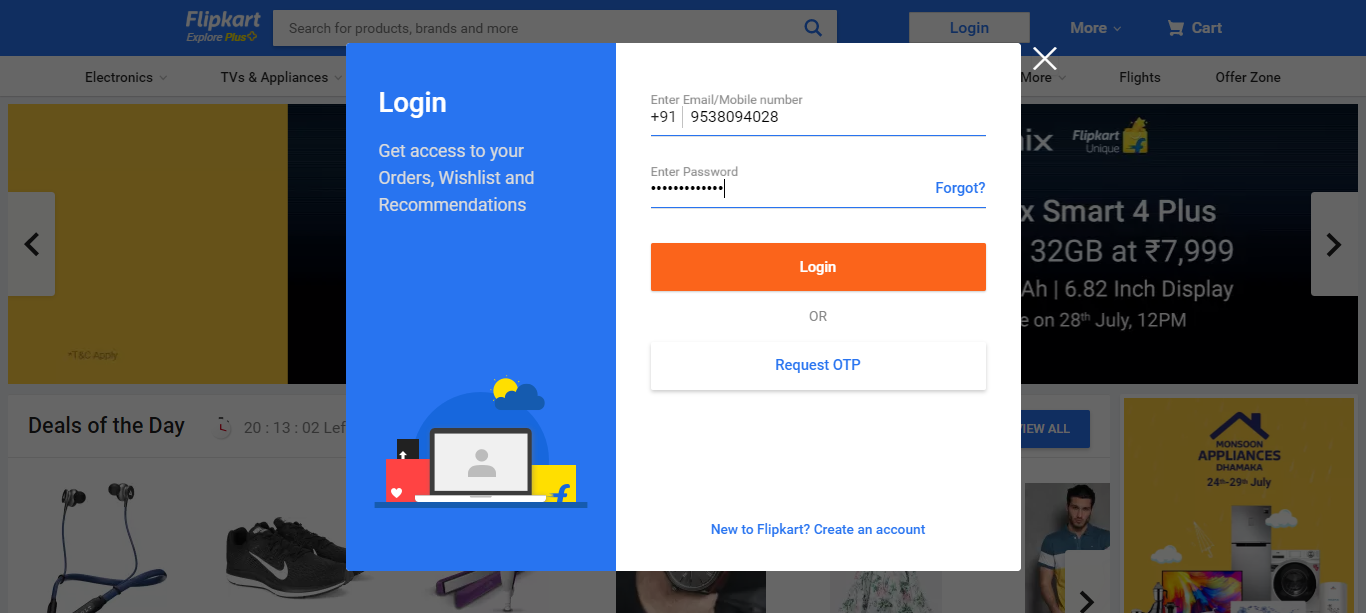 Flipkart
Explore Plus
Search for products, brands and more
Login
More
Cart
Electronics
TVs & Appliances
More
Flights
Offer Zone
Login
Get access to your
Orders, Wishlist and
Recommendations
Enter Email/Mobile number
+91 9538094028
Enter Password
•••••••••••••
Forgot?
Login
OR
Request OTP
New to Flipkart? Create an account
*T&C Apply
Flipkart
Unique
Smart 4 Plus
32GB at ₹7,999
6.82 Inch Display
on 28th July, 12PM
Deals of the Day
20 : 13 : 02
VIEW ALL
MONSOON
APPLIANCES
DHAMAKA
24th-29th July